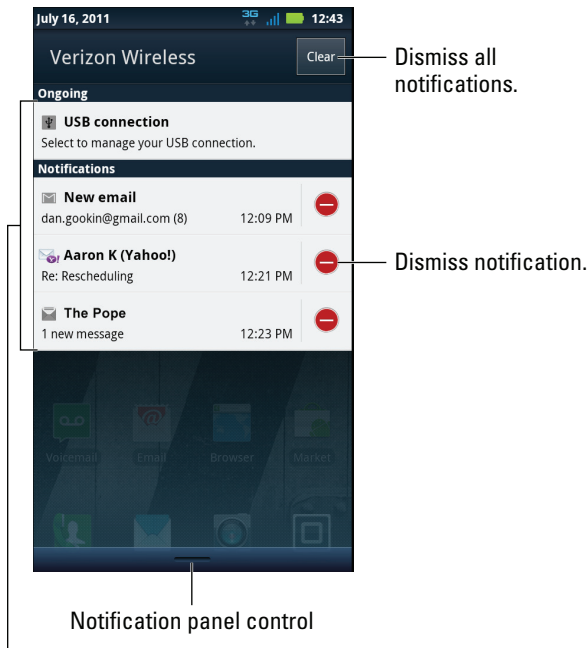 July 16, 2011 3G 12:43
Verizon Wireless Clear
Dismiss all
notifications.
Ongoing
USB connection
Select to manage your USB connection.
Notifications
New email
dan.gookin@gmail.com (8) 12:09 PM
Aaron K (Yahoo!)
Re: Rescheduling 12:21 PM
Dismiss notification.
The Pope
1 new message 12:23 PM
Voicemail Email Browser Market
Notification panel control